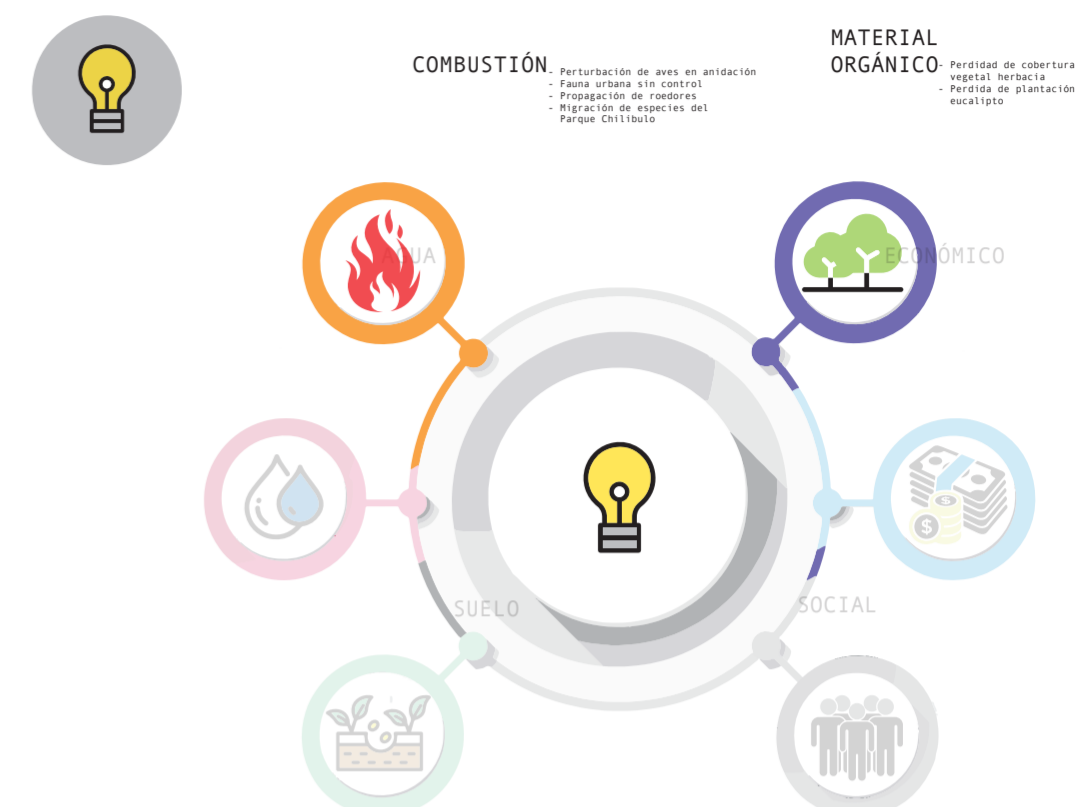 COMBUSTIÓN
- Perturbación de aves en anidación
- Fauna urbana sin control
- Propagación de roedores
- Migración de especies del
Parque Chilibulo
MATERIAL
ORGÁNICO
- Perdidad de cobertura
vegetal herbacia
- Perdida de plantación
eucalipto
AGUA
ECONÓMICO
SUELO
SOCIAL